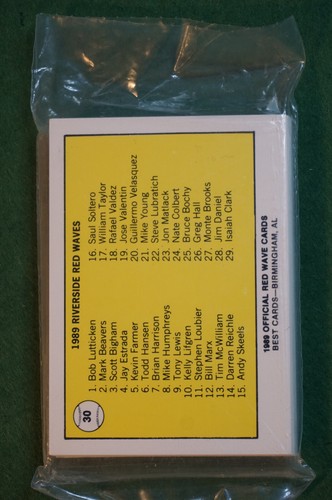 1989 RIVERSIDE RED WAVES
1. Bob Lutticken
2. Mark Beavers
3. Scott Bigham
4. Jay Estrada
5. Kevin Farmer
6. Todd Hansen
7. Brian Harrison
8. Mike Humphreys
9. Tony Lewis
10. Kelly Lifgren
11. Stephen Loubier
12. Bill Marx
13. Tim McWilliam
14. Darren Reichle
15. Andy Skeels
16. Saul Soltero
17. William Taylor
18. Rafael Valdez
19. Jose Valentin
20. Guillermo Velasquez
21. Mike Young
22. Steve Lubratich
23. Jon Matlack
24. Nate Colbert
25. Bruce Bochy
26. Greg Hall
27. Monte Brooks
28. Jim Daniel
29. Isaiah Clark
30
1989 OFFICIAL RED WAVE CARDS
BEST CARDS—BIRMINGHAM, AL